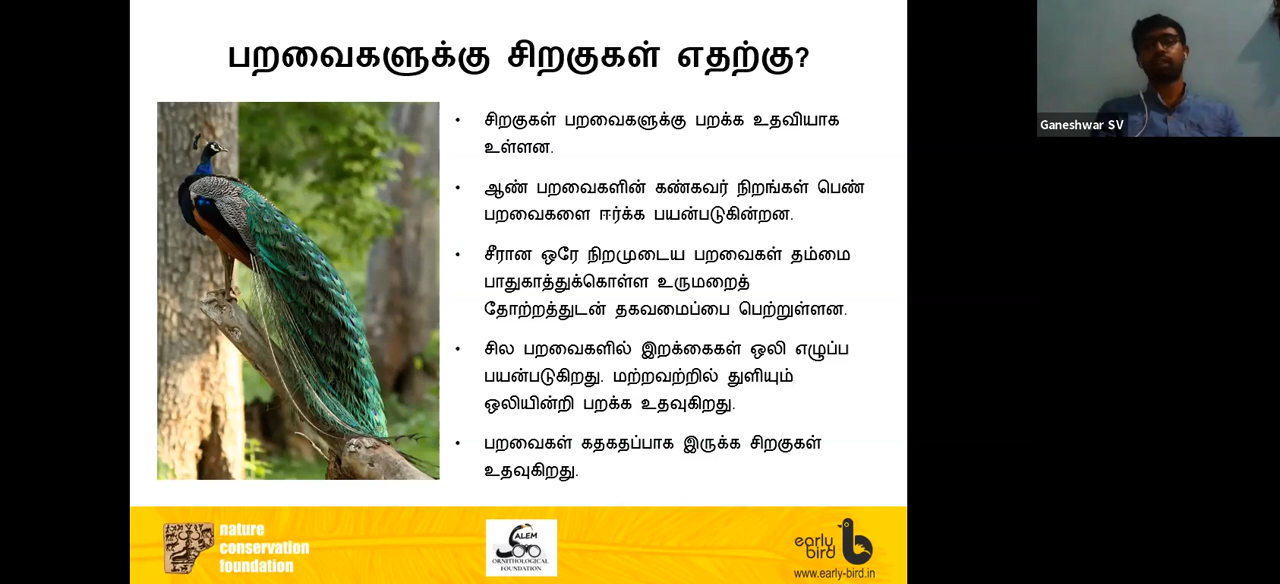 பறவைகளுக்கு சிறகுகள் எதற்கு?
• சிறகுகள் பறவைகளுக்கு பறக்க உதவியாக
உள்ளன.
• ஆண் பறவைகளின் கண்கவர் நிறங்கள் பெண்
பறவைகளை ஈர்க்க பயன்படுகின்றன.
• சீரான ஒரே நிறமுடைய பறவைகள் தம்மை
பாதுகாத்துக்கொள்ள உருமறைத்
தோற்றத்துடன் தகவமைப்பை பெற்றுள்ளன.
• சில பறவைகளில் இறக்கைகள் ஒலி எழுப்ப
பயன்படுகிறது. மற்றவற்றில் துளியும்
ஒலியின்றி பறக்க உதவுகிறது.
• பறவைகள் கதகதப்பாக இருக்க சிறகுகள்
உதவுகிறது.
Ganeshwar SV
nature
conservation
foundation
SALEM
ORNITHOLOGICAL
FOUNDATION
early
bird
www.early-bird.in